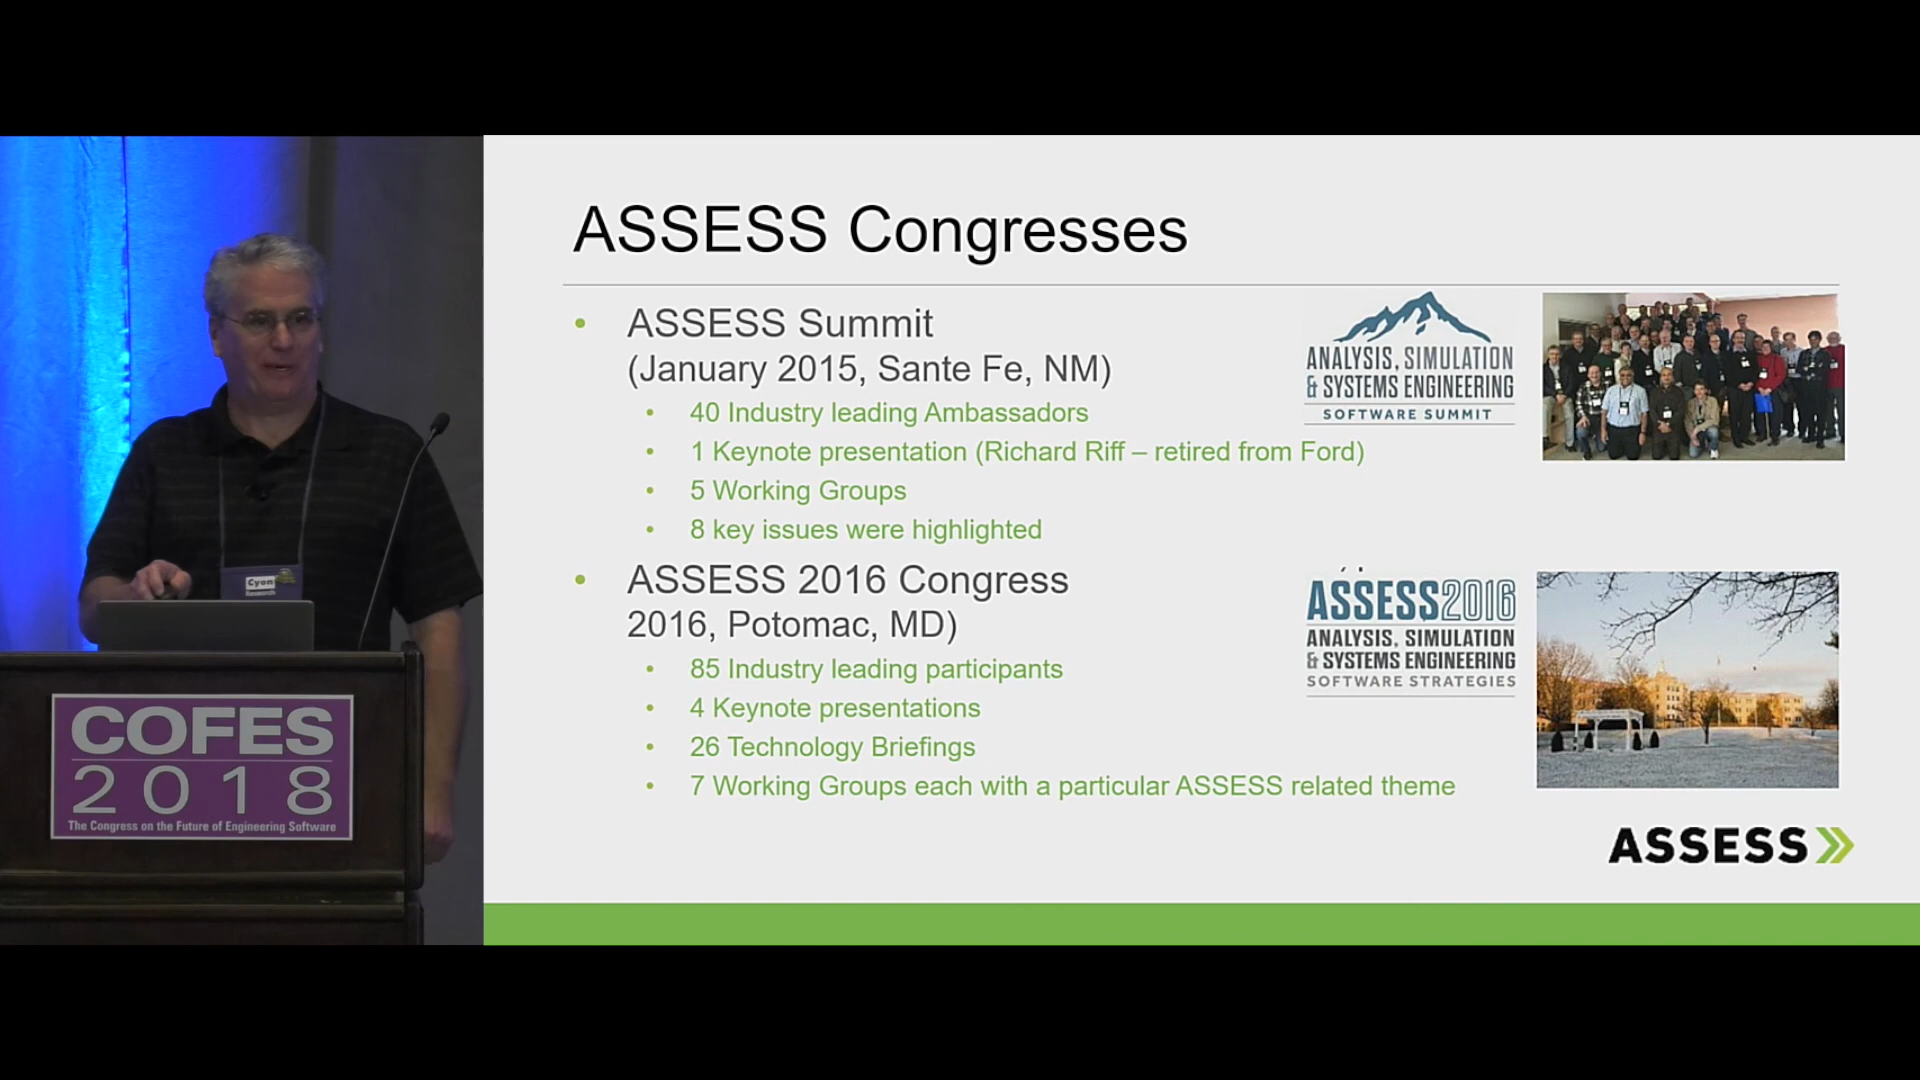 ASSESS Congresses
• ASSESS Summit
(January 2015, Sante Fe, NM)
• 40 Industry leading Ambassadors
• 1 Keynote presentation (Richard Riff – retired from Ford)
• 5 Working Groups
• 8 key issues were highlighted
• ASSESS 2016 Congress
2016, Potomac, MD)
• 85 Industry leading participants
• 4 Keynote presentations
• 26 Technology Briefings
• 7 Working Groups each with a particular ASSESS related theme
ANALYSIS, SIMULATION
& SYSTEMS ENGINEERING
SOFTWARE SUMMIT
ASSESS2016
ANALYSIS, SIMULATION
& SYSTEMS ENGINEERING
SOFTWARE STRATEGIES
ASSESS
Cyon
Research
COFES
2018
The Congress on the Future of Engineering Software